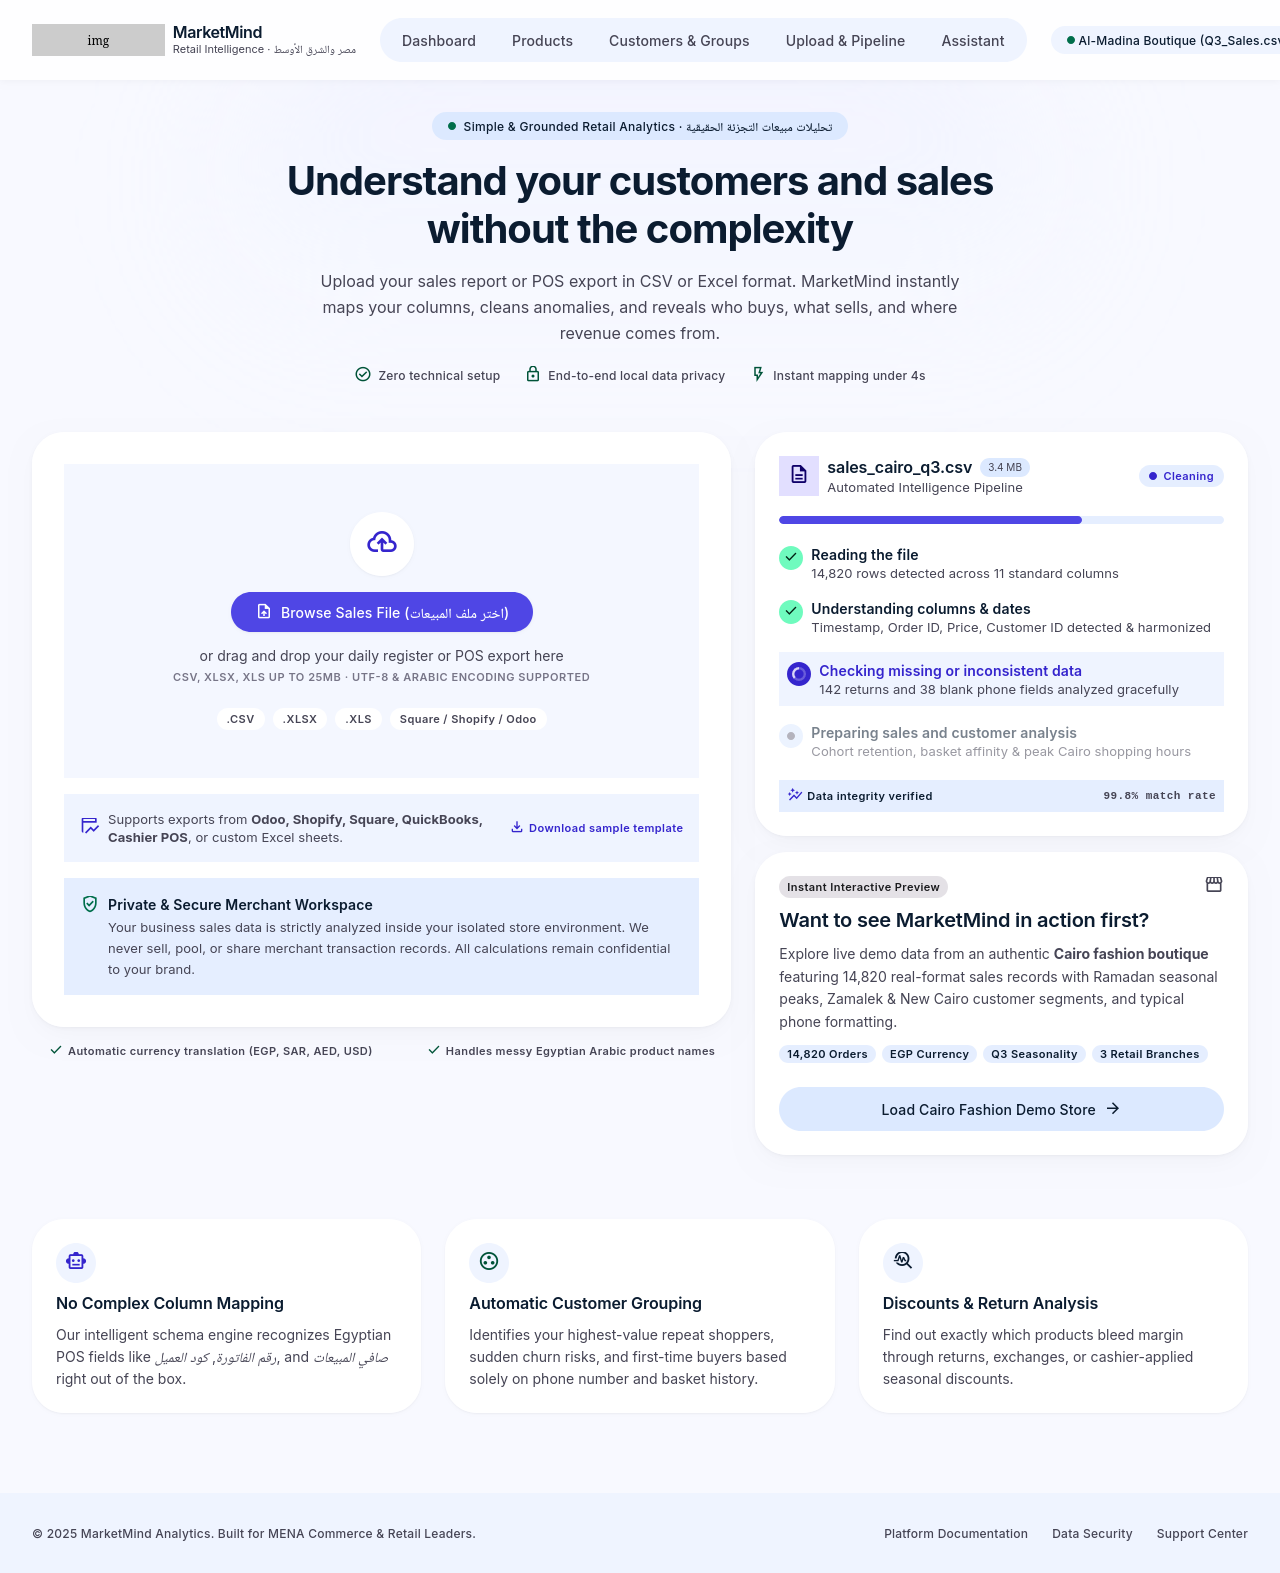 img
MarketMind
Retail Intelligence · مصر والشرق الأوسط
Dashboard
Products
Customers & Groups
Upload & Pipeline
Assistant
Al-Madina Boutique (Q3_Sales.csv
Simple & Grounded Retail Analytics · تحليلات مبيعات التجزئة الحقيقية
Understand your customers and sales
without the complexity
Upload your sales report or POS export in CSV or Excel format. MarketMind instantly
maps your columns, cleans anomalies, and reveals who buys, what sells, and where
revenue comes from.
Zero technical setup
End-to-end local data privacy
Instant mapping under 4s
Browse Sales File (اختر ملف المبيعات)
or drag and drop your daily register or POS export here
CSV, XLSX, XLS UP TO 25MB · UTF-8 & ARABIC ENCODING SUPPORTED
.CSV
.XLSX
.XLS
Square / Shopify / Odoo
Supports exports from Odoo, Shopify, Square, QuickBooks,
Cashier POS, or custom Excel sheets.
Download sample template
Private & Secure Merchant Workspace
Your business sales data is strictly analyzed inside your isolated store environment. We
never sell, pool, or share merchant transaction records. All calculations remain confidential
to your brand.
Automatic currency translation (EGP, SAR, AED, USD)
Handles messy Egyptian Arabic product names
sales_cairo_q3.csv
3.4 MB
Automated Intelligence Pipeline
Cleaning
Reading the file
14,820 rows detected across 11 standard columns
Understanding columns & dates
Timestamp, Order ID, Price, Customer ID detected & harmonized
Checking missing or inconsistent data
142 returns and 38 blank phone fields analyzed gracefully
Preparing sales and customer analysis
Cohort retention, basket affinity & peak Cairo shopping hours
Data integrity verified
99.8% match rate
Instant Interactive Preview
Want to see MarketMind in action first?
Explore live demo data from an authentic Cairo fashion boutique
featuring 14,820 real-format sales records with Ramadan seasonal
peaks, Zamalek & New Cairo customer segments, and typical
phone formatting.
14,820 Orders
EGP Currency
Q3 Seasonality
3 Retail Branches
Load Cairo Fashion Demo Store
No Complex Column Mapping
Our intelligent schema engine recognizes Egyptian
POS fields like رقم الفاتورة, كود العميل, and صافي المبيعات
right out of the box.
Automatic Customer Grouping
Identifies your highest-value repeat shoppers,
sudden churn risks, and first-time buyers based
solely on phone number and basket history.
Discounts & Return Analysis
Find out exactly which products bleed margin
through returns, exchanges, or cashier-applied
seasonal discounts.
© 2025 MarketMind Analytics. Built for MENA Commerce & Retail Leaders.
Platform Documentation
Data Security
Support Center